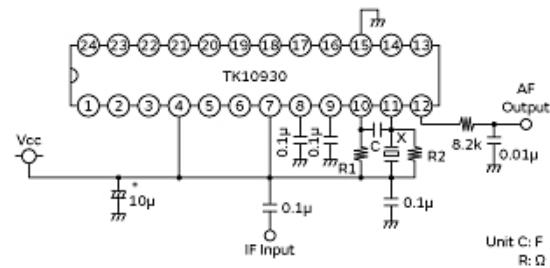 24 23 22 21 20 19 18 17 16 15 14 13
TK10930
1 2 3 4 5 6 7 8 9 10 11 12
AF
Output
Vcc
0.1μ
0.1μ
C
X
R1
R2
8.2k
0.01μ
*
10μ
0.1μ
0.1μ
IF Input
Unit C: F
R: Ω